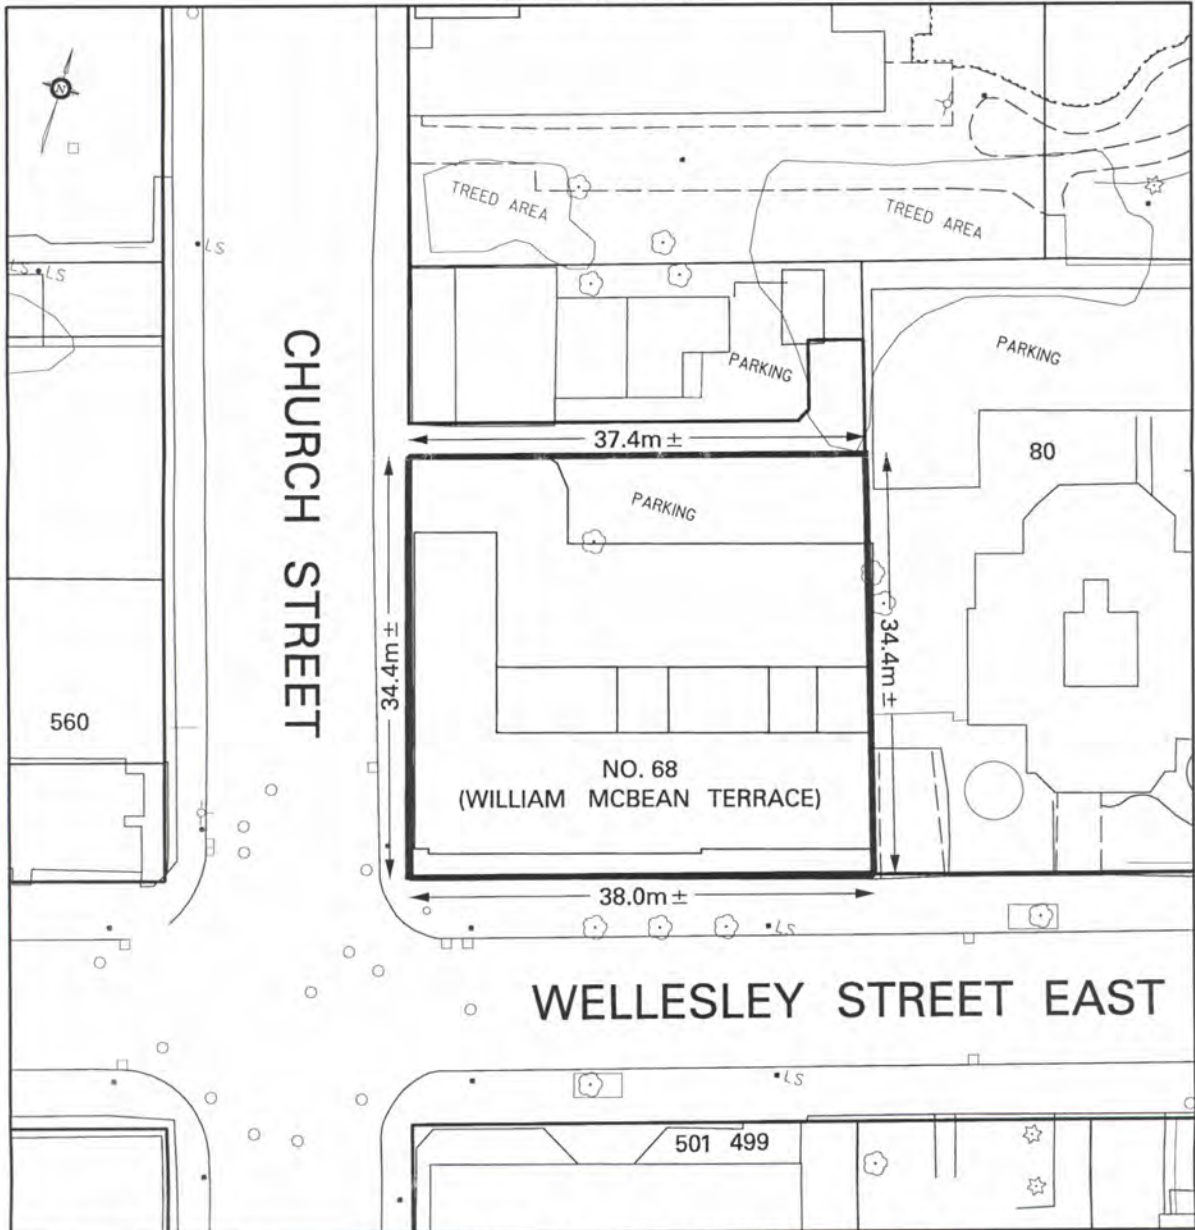 N
TREED AREA
TREED AREA
LS
LS
LS
CHURCH STREET
PARKING
PARKING
37.4m ±
80
PARKING
34.4m ±
34.4m ±
560
NO. 68
(WILLIAM MCBEAN TERRACE)
38.0m ±
LS
WELLESLEY STREET EAST
LS
501 499